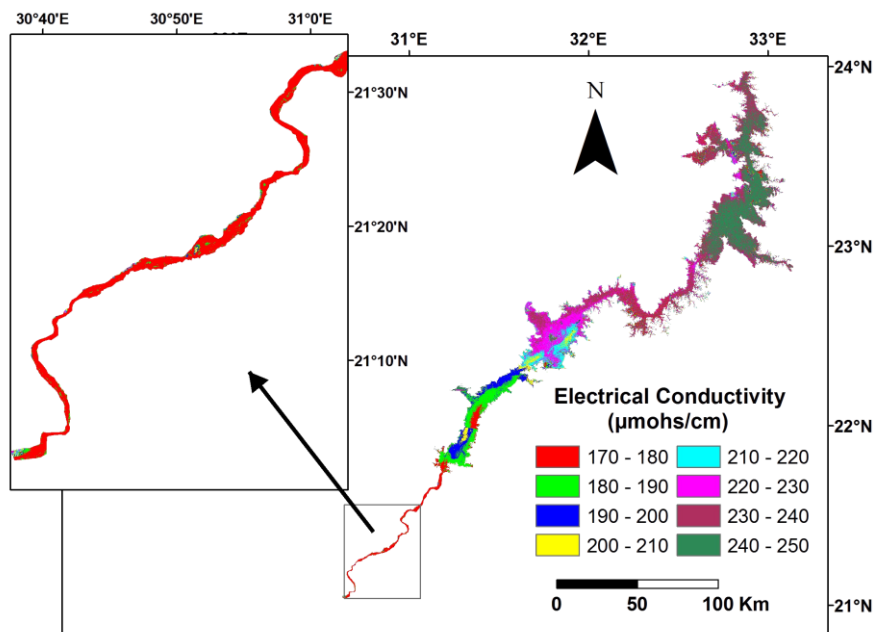 30°40'E 30°50'E 31°0'E
31°E 32°E 33°E
24°N
21°30'N
N
21°20'N
23°N
21°10'N
Electrical Conductivity
(µmohs/cm)
22°N
170 - 180 210 - 220
180 - 190 220 - 230
190 - 200 230 - 240
200 - 210 240 - 250
0 50 100 Km
21°N